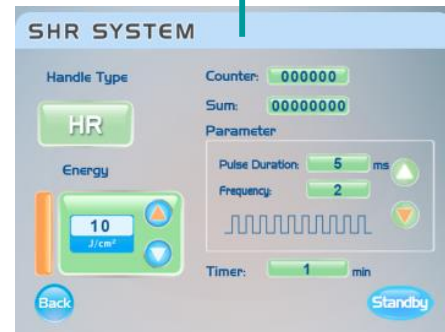 SHR SYSTEM
Handle Type
HR
Energy
10
J/cm²
Back
Counter: 000000
Sum: 00000000
Parameter
Pulse Duration: 5 ms
Frequency: 2
Timer: 1 min
Standby